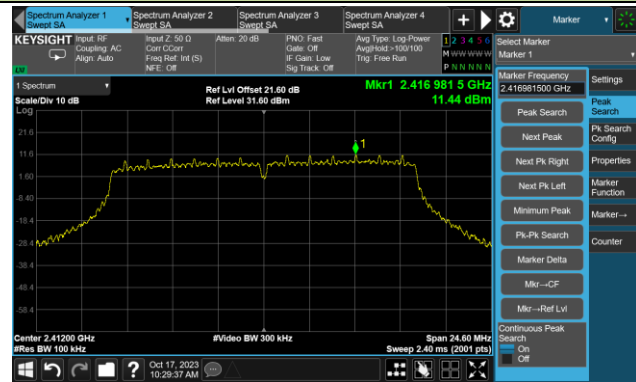 Spectrum Analyzer 1
Swept SA
Spectrum Analyzer 2
Swept SA
Spectrum Analyzer 3
Swept SA
Spectrum Analyzer 4
Swept SA
+
Marker
KEYSIGHT
Input: RF
Coupling: AC
Align: Auto
Input Z: 50 Ω
Corr CCorr
Freq Ref: Int (S)
NFE: Off
Atten: 20 dB
PNO: Fast
Gate: Off
IF Gain: Low
Sig Track: Off
Avg Type: Log-Power
Avg|Hold:>100/100
Trig: Free Run
1 2 3 4 5 6
M W W W W W
P N N N N N
Select Marker
Marker 1
1 Spectrum
Scale/Div 10 dB
Log
Ref Lvl Offset 21.60 dB
Ref Level 31.60 dBm
Mkr1 2.416 981 5 GHz
11.44 dBm
21.6
11.6
1.60
-8.40
-18.4
-28.4
-38.4
-48.4
-58.4
1
Center 2.41200 GHz
#Res BW 100 kHz
#Video BW 300 kHz
Span 24.60 MHz
Sweep 2.40 ms (2001 pts)
Marker Frequency
2.416981500 GHz
Peak Search
Next Peak
Next Pk Right
Next Pk Left
Minimum Peak
Pk-Pk Search
Marker Delta
Mkr→CF
Mkr→Ref Lvl
Continuous Peak
Search
On
Off
Settings
Peak
Search
Pk Search
Config
Properties
Marker
Function
Marker→
Counter
?
Oct 17, 2023
10:29:37 AM